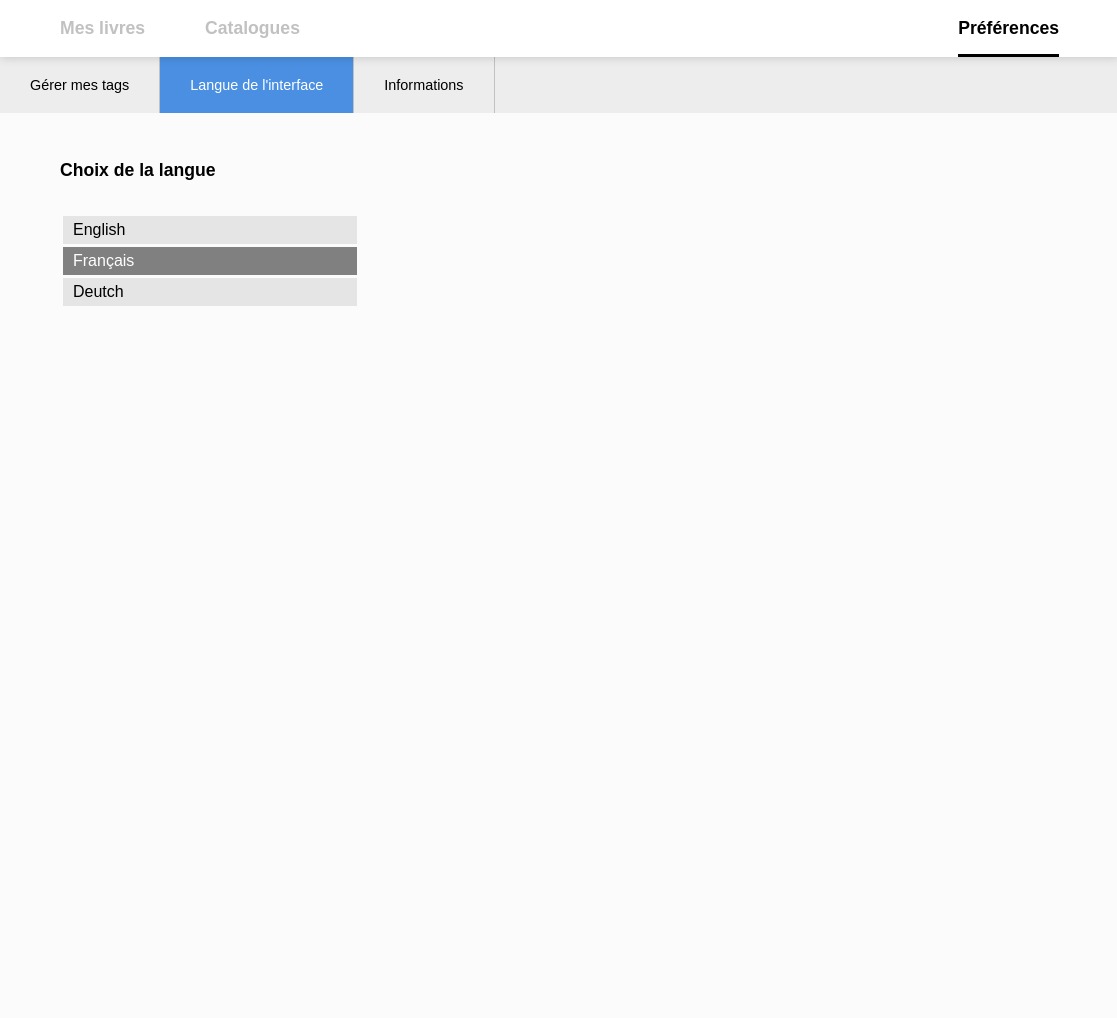 Mes livres Catalogues Préférences
Gérer mes tags Langue de l'interface Informations
Choix de la langue
English
Français
Deutch